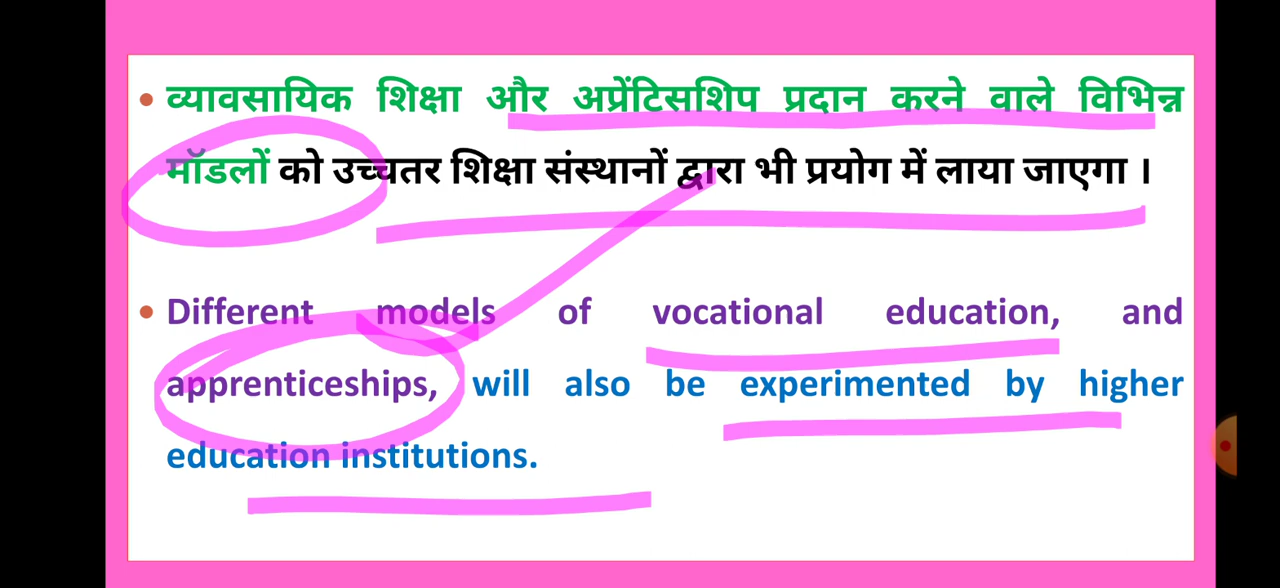 • व्यावसायिक शिक्षा और अप्रेंटिसशिप प्रदान करने वाले विभिन्न
मॉडलों को उच्चतर शिक्षा संस्थानों द्वारा भी प्रयोग में लाया जाएगा ।
• Different models of vocational education, and
apprenticeships, will also be experimented by higher
education institutions.